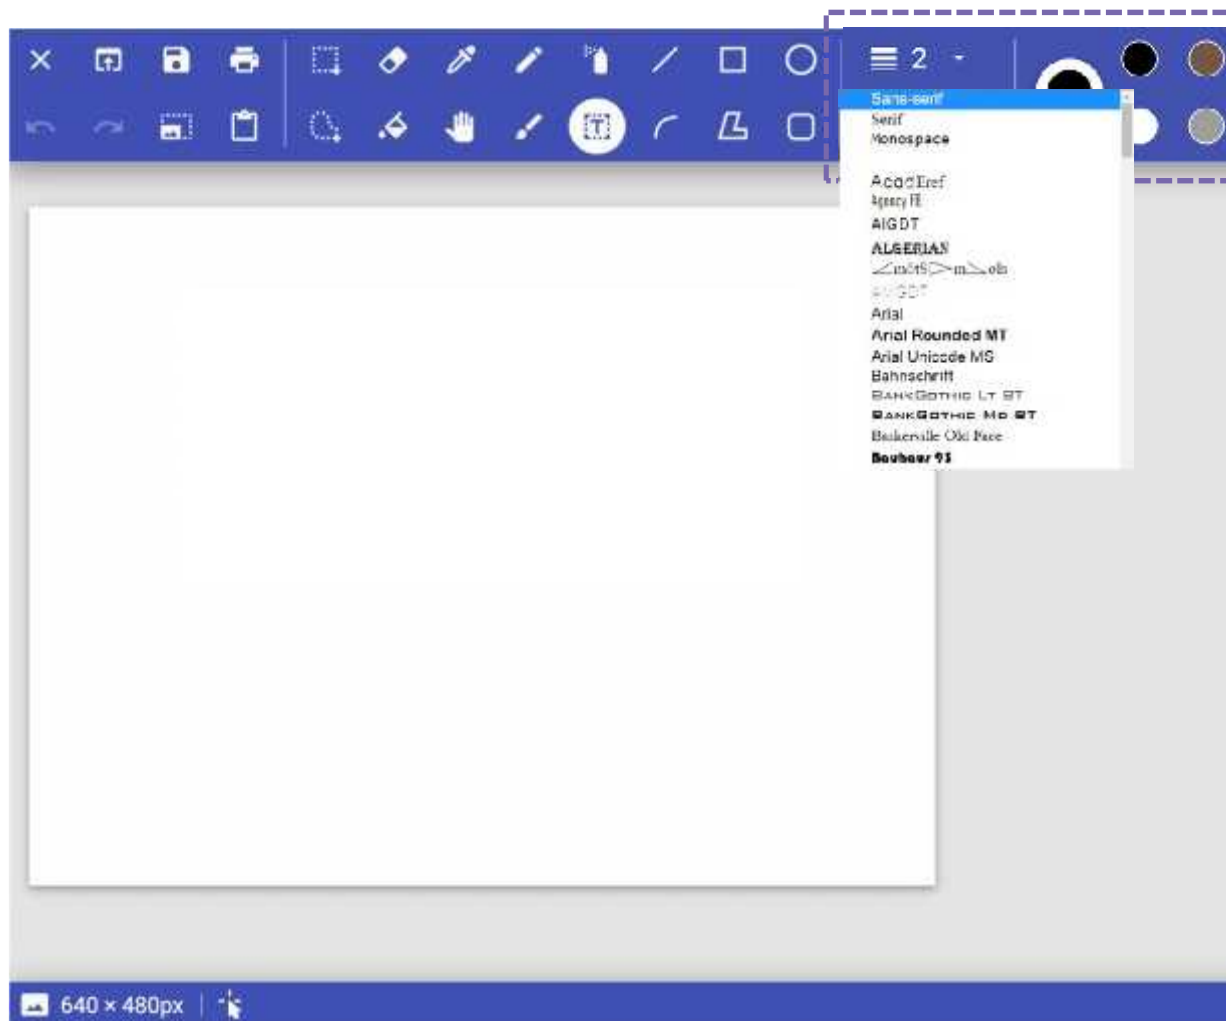 2
Sans-serif
Serif
Monospace
AcadEref
Agency FB
AIGDT
ALGERIAN
Arial
Arial Rounded MT
Arial Unicode MS
Bahnschrift
BANKGOTHIC LT BT
BANKGOTHIC MD BT
Baskerville Old Face
Bauhaus 93
640 × 480px